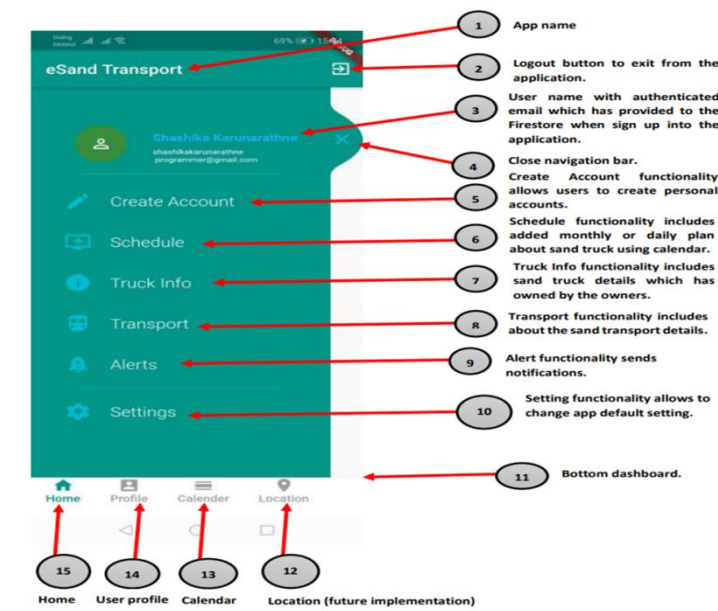 1 App name
Dialog
Mobitel
69% 15:
DEBUG
eSand Transport
2 Logout button to exit from the
application.
3 User name with authenticated
email which has provided to the
Firestore when sign up into the
application.
Shashika Karunarathne
shashikakarunarathne
programmer@gmail.com
4 Close navigation bar.
5 Create Account functionality
allows users to create personal
accounts.
Create Account
6 Schedule functionality includes
added monthly or daily plan
about sand truck using calendar.
Schedule
7 Truck Info functionality includes
sand truck details which has
owned by the owners.
Truck Info
8 Transport functionality includes
about the sand transport details.
Transport
9 Alert functionality sends
notifications.
Alerts
10 Setting functionality allows to
change app default setting.
Settings
11 Bottom dashboard.
Home Profile Calender Location
15 14 13 12
Home User profile Calendar Location (future implementation)